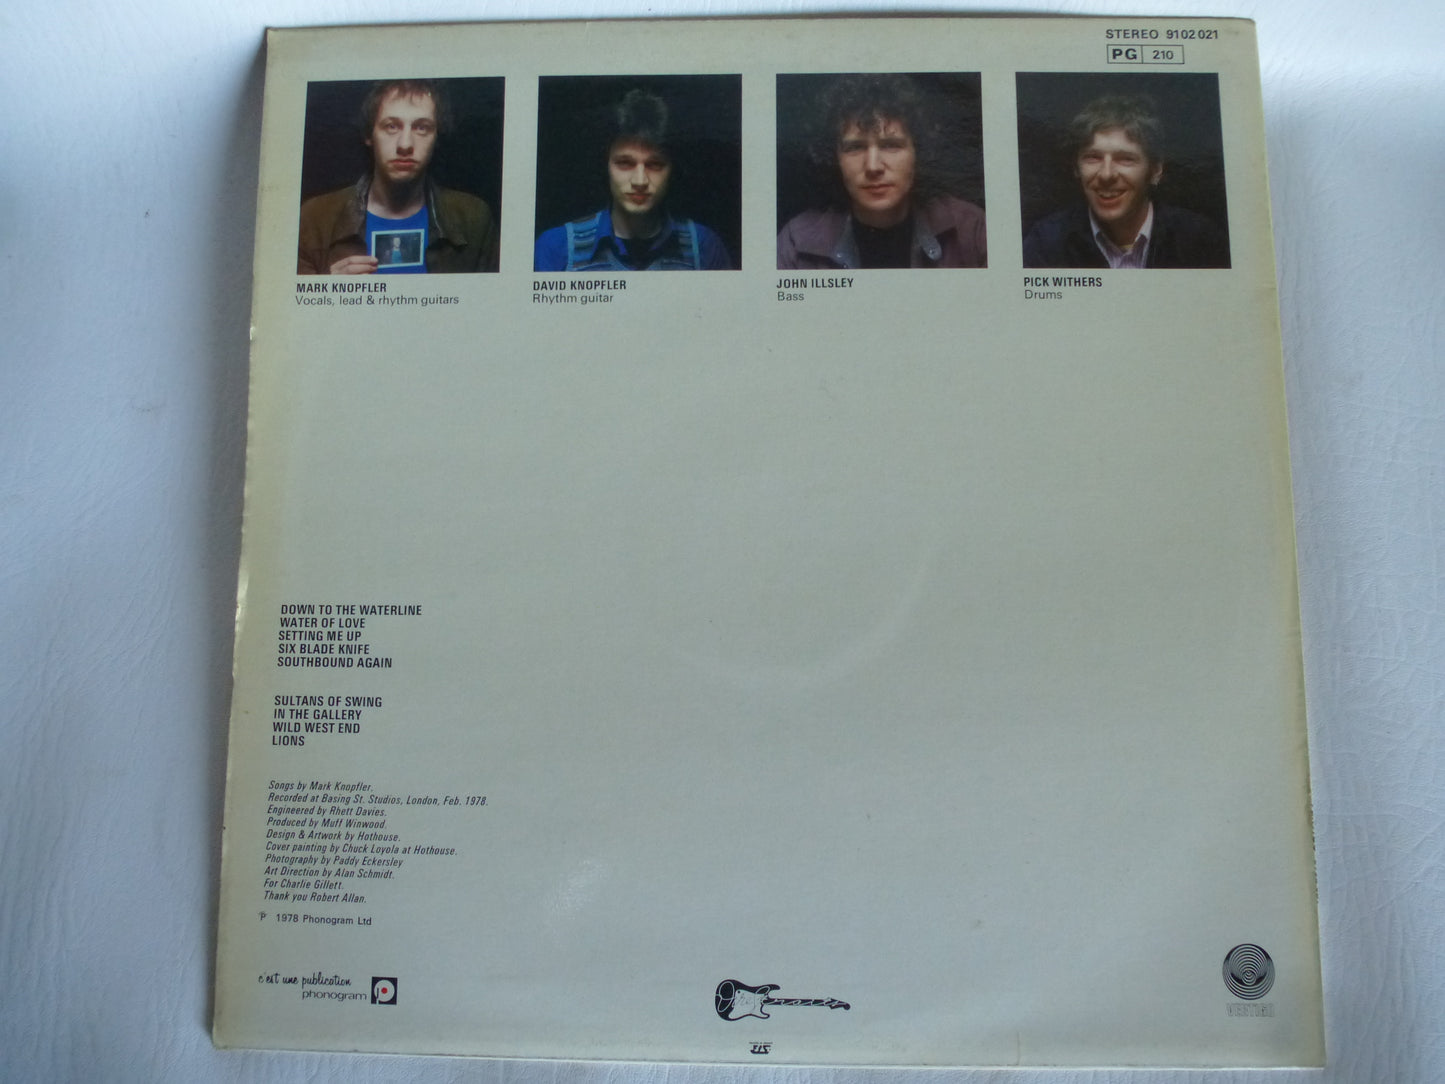 STEREO 9102 021
PG 210
MARK KNOPFLER
Vocals, lead & rhythm guitars
DAVID KNOPFLER
Rhythm guitar
JOHN ILLSLEY
Bass
PICK WITHERS
Drums
DOWN TO THE WATERLINE
WATER OF LOVE
SETTING ME UP
SIX BLADE KNIFE
SOUTHBOUND AGAIN
SULTANS OF SWING
IN THE GALLERY
WILD WEST END
LIONS
Songs by Mark Knopfler.
Recorded at Basing St. Studios, London, Feb. 1978.
Engineered by Rhett Davies.
Produced by Muff Winwood.
Design & Artwork by Hothouse.
Cover painting by Chuck Loyola at Hothouse.
Photography by Paddy Eckersley
Art Direction by Alan Schmidt.
For Charlie Gillett.
Thank you Robert Allan.
℗ 1978 Phonogram Ltd
c'est une publication
phonogram
VERTIGO